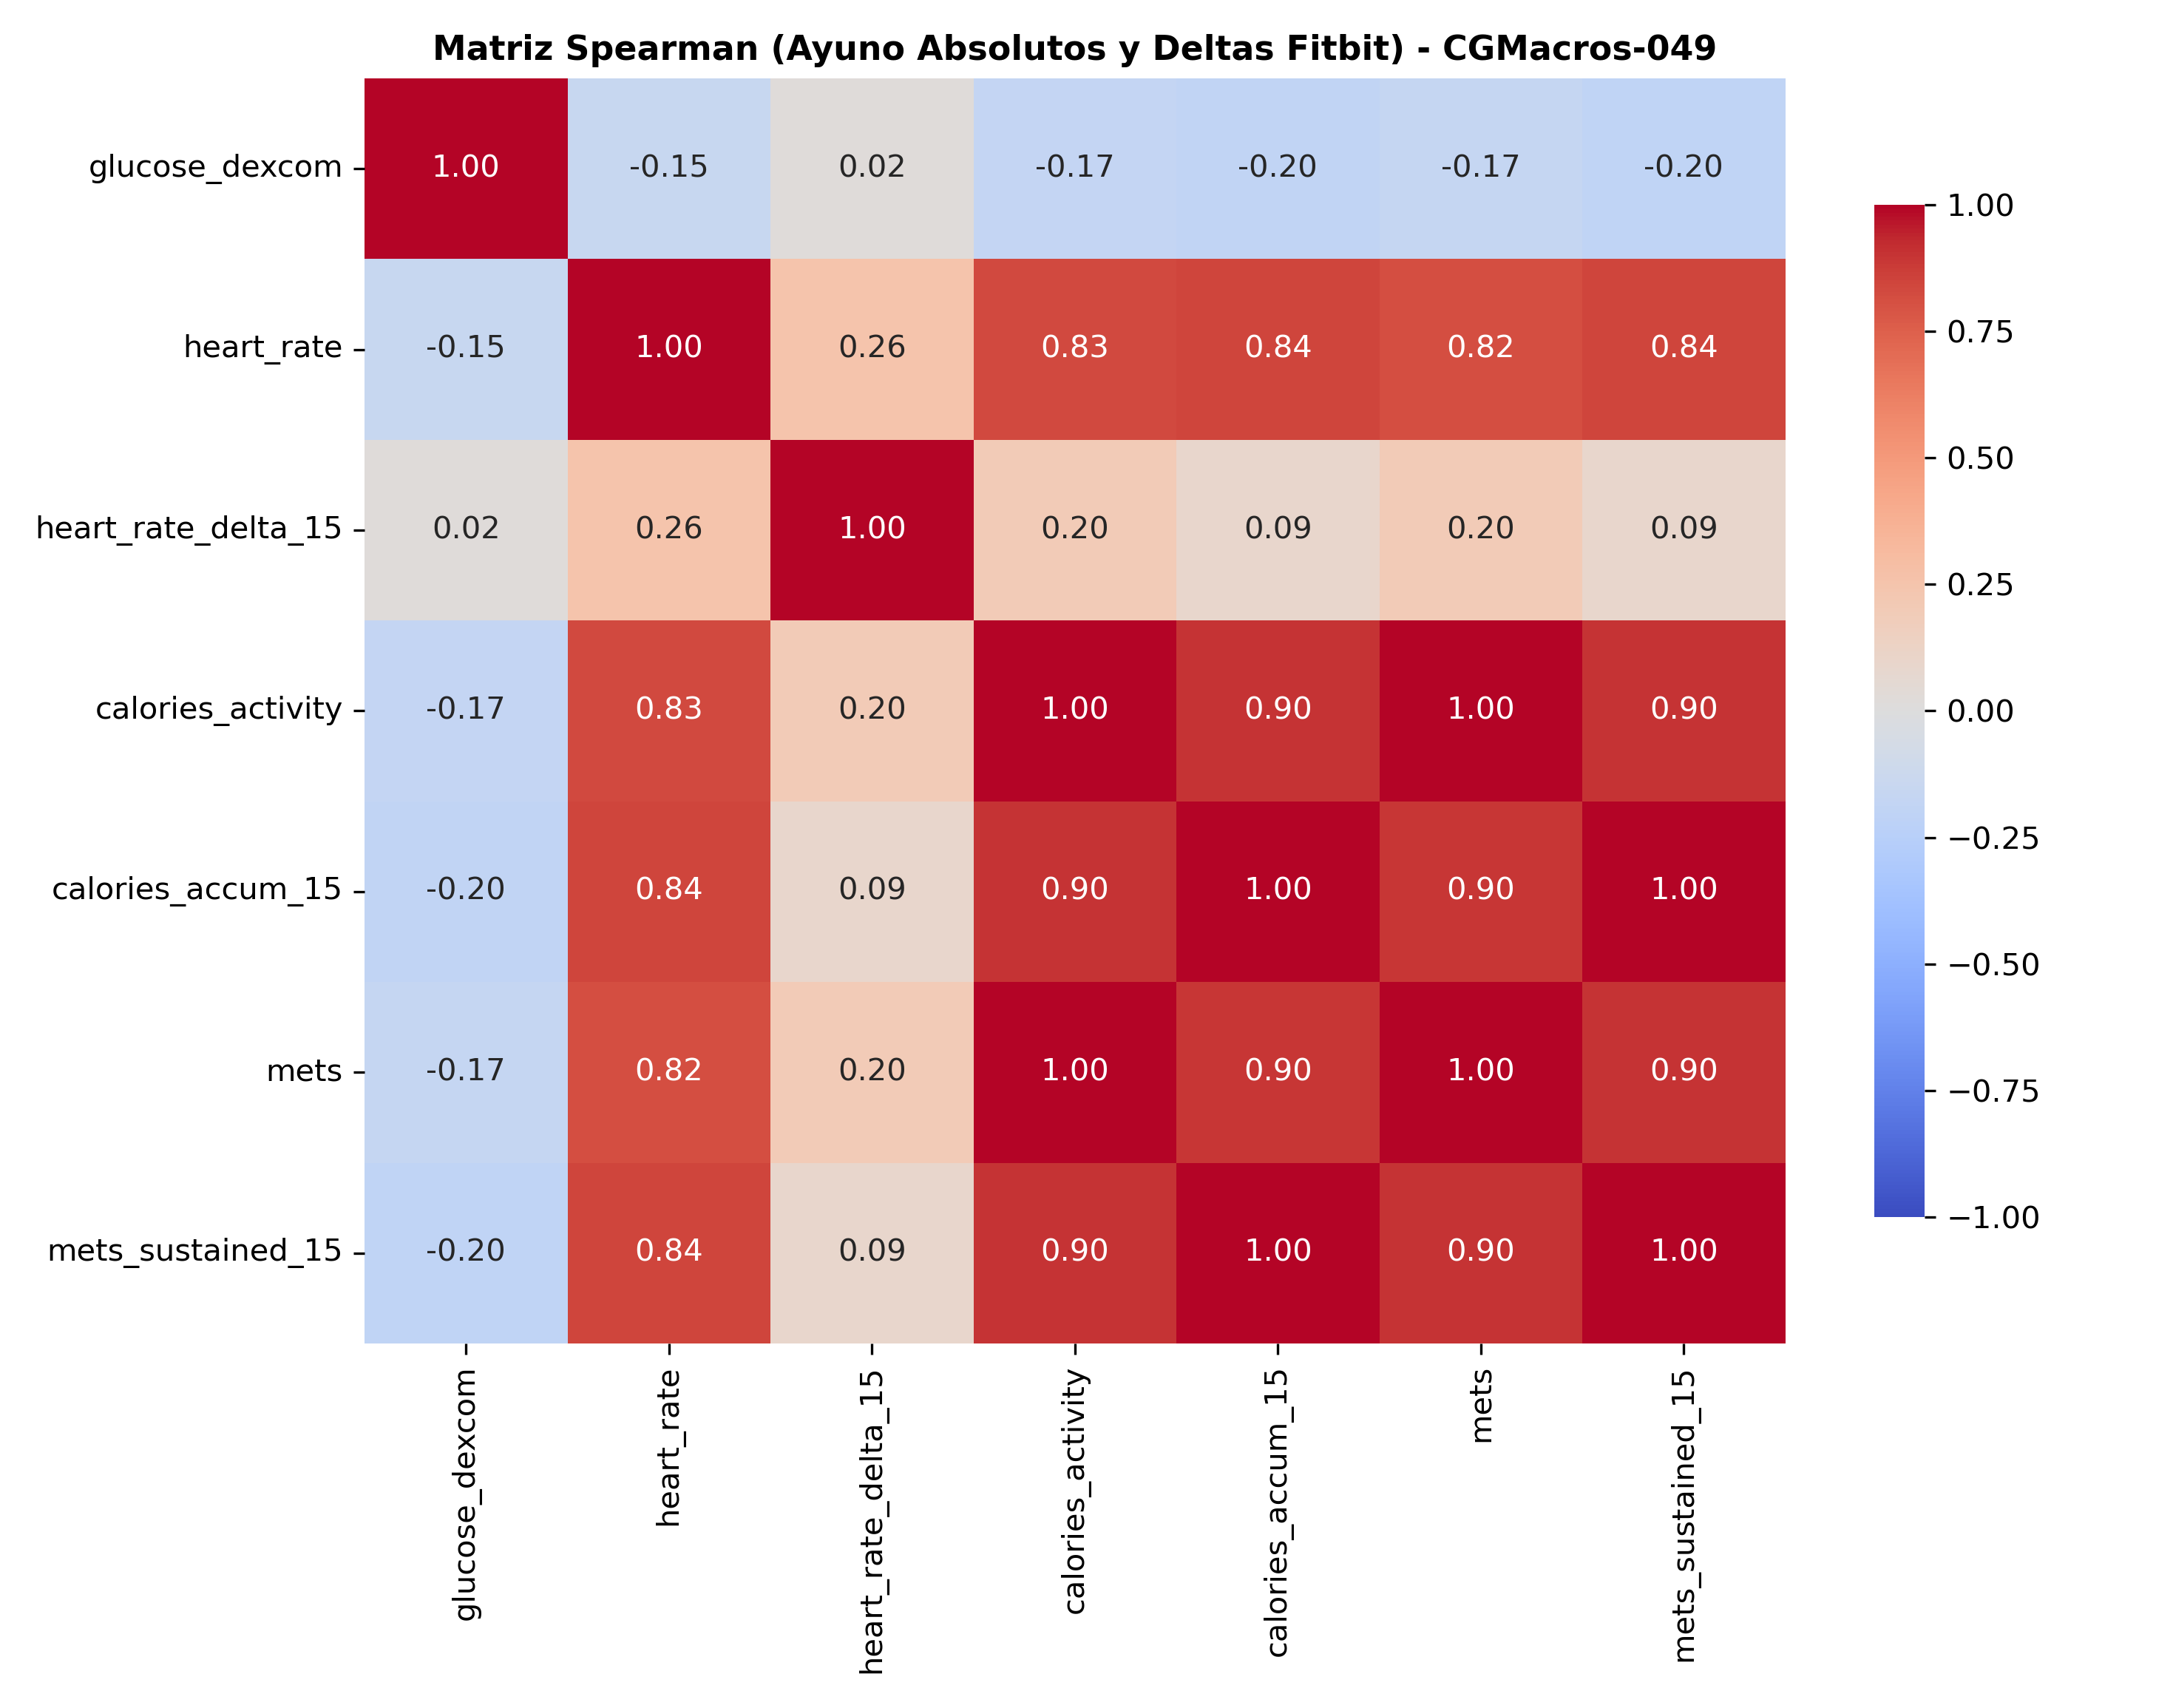 Matriz Spearman (Ayuno Absolutos y Deltas Fitbit) - CGMacros-049
glucose_dexcom 1.00 -0.15 0.02 -0.17 -0.20 -0.17 -0.20
heart_rate -0.15 1.00 0.26 0.83 0.84 0.82 0.84
heart_rate_delta_15 0.02 0.26 1.00 0.20 0.09 0.20 0.09
calories_activity -0.17 0.83 0.20 1.00 0.90 1.00 0.90
calories_accum_15 -0.20 0.84 0.09 0.90 1.00 0.90 1.00
mets -0.17 0.82 0.20 1.00 0.90 1.00 0.90
mets_sustained_15 -0.20 0.84 0.09 0.90 1.00 0.90 1.00
glucose_dexcom
heart_rate
heart_rate_delta_15
calories_activity
calories_accum_15
mets
mets_sustained_15
1.00
0.75
0.50
0.25
0.00
−0.25
−0.50
−0.75
−1.00